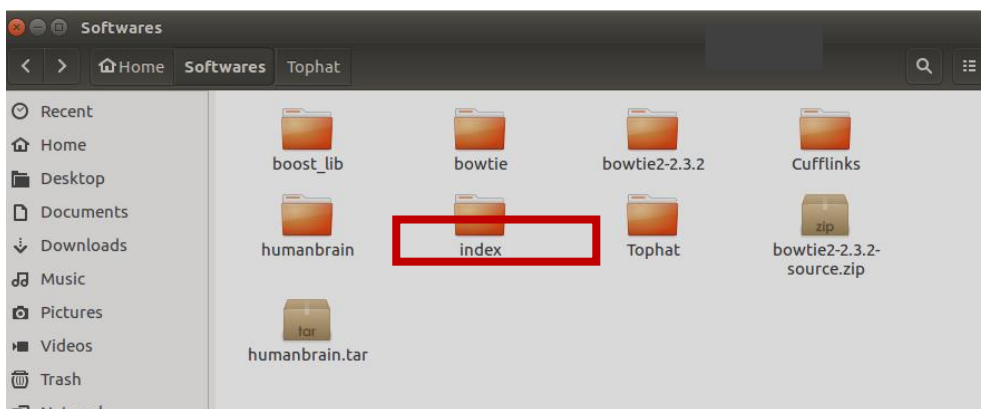 Softwares
Home Softwares Tophat
Recent
Home
Desktop
Documents
Downloads
Music
Pictures
Videos
Trash
boost_lib bowtie bowtie2-2.3.2 Cufflinks
zip
humanbrain index Tophat bowtie2-2.3.2-
source.zip
tar
humanbrain.tar